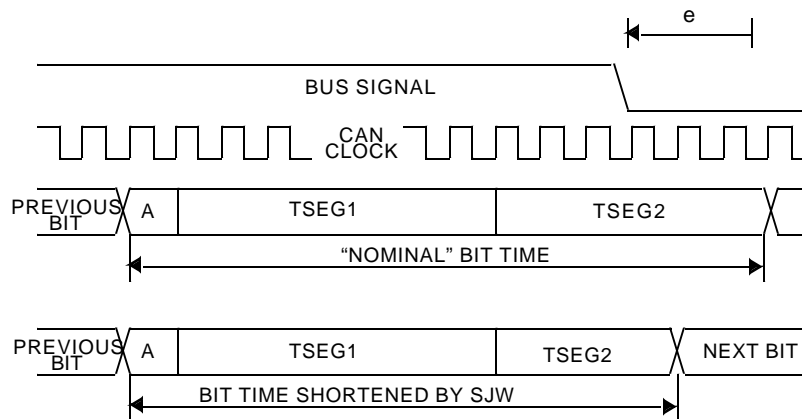 e
BUS SIGNAL
CAN
CLOCK
PREVIOUS
BIT
A
TSEG1
TSEG2
“NOMINAL” BIT TIME
PREVIOUS
BIT
A
TSEG1
TSEG2
NEXT BIT
BIT TIME SHORTENED BY SJW